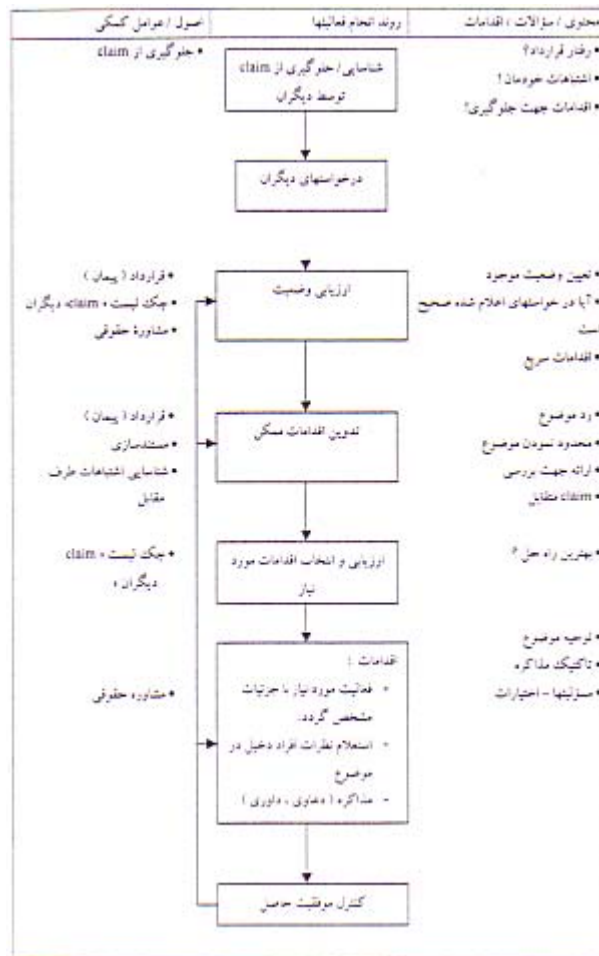 محتوی / سؤالات / اقدامات
روند انجام فعالیتها
اصول / عوامل کمکی
• رفتار قرارداد؟
• اشتباهات خودمان؟
• اقدامات جهت جلوگیری؟
شناسایی / جلوگیری از claim
توسط دیگران
• جلوگیری از claim
درخواستهای دیگران
• تعیین وضعیت موجود
• آیا در خواستهای اعلام شده صحیح
است
• اقدامات سریع
ارزیابی وضعیت
• قرارداد ( پیمان )
• چک لیست » claim دیگران
• مشاورهٔ حقوقی
• رد موضوع
• محدود نمودن موضوع
• ارائه جهت بررسی
• claim متقابل
تدوین اقدامات ممکن
• قرارداد ( پیمان )
• مستندسازی
• شناسایی اشتباهات طرف
مقابل
• بهترین راه حل ؟
ارزیابی و انتخاب اقدامات مورد
نیاز
• چک لیست » claim
دیگران »
• توجیه موضوع
• تاکتیک مذاکره
• مسؤلیتها – اختیارات
اقدامات :
- فعالیت مورد نیاز با جزئیات
مشخص گردد.
- استعلام نظرات افراد دخیل در
موضوع
- مذاکره ( دعاوی ، داوری )
• مشاوره حقوقی
کنترل موفقیت حاصل